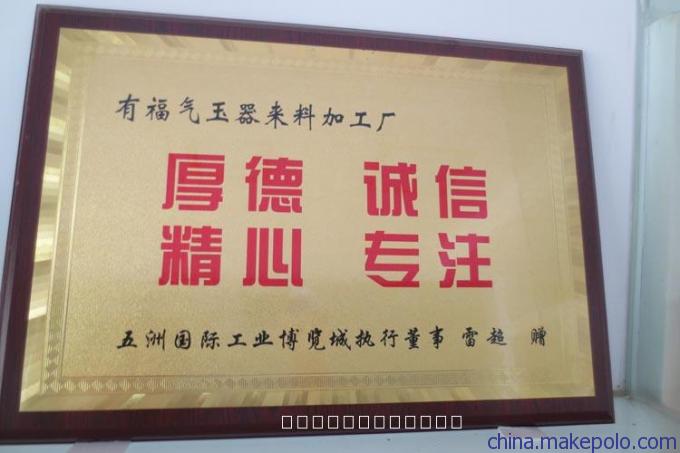 有福气玉器来料加工厂
厚德 诚信
精心 专注
五洲国际工业博览城执行董事 雷超 赠
□□□□□□□□□□□□□
china.makepolo.com